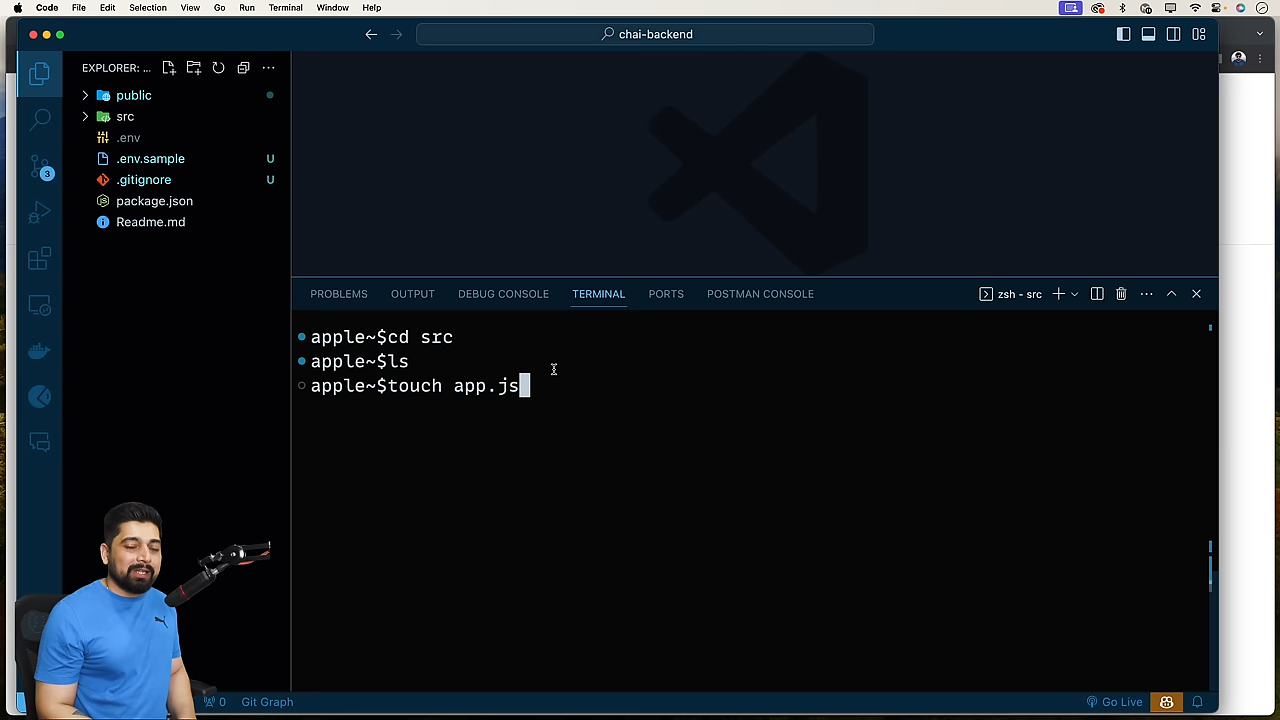 Code File Edit Selection View Go Run Terminal Window Help
chai-backend
EXPLORER: ...
public
src
.env
.env.sample U
.gitignore U
package.json
Readme.md
3
PROBLEMS OUTPUT DEBUG CONSOLE TERMINAL PORTS POSTMAN CONSOLE
zsh - src
apple~$cd src
apple~$ls
apple~$touch app.js
0 Git Graph
Go Live